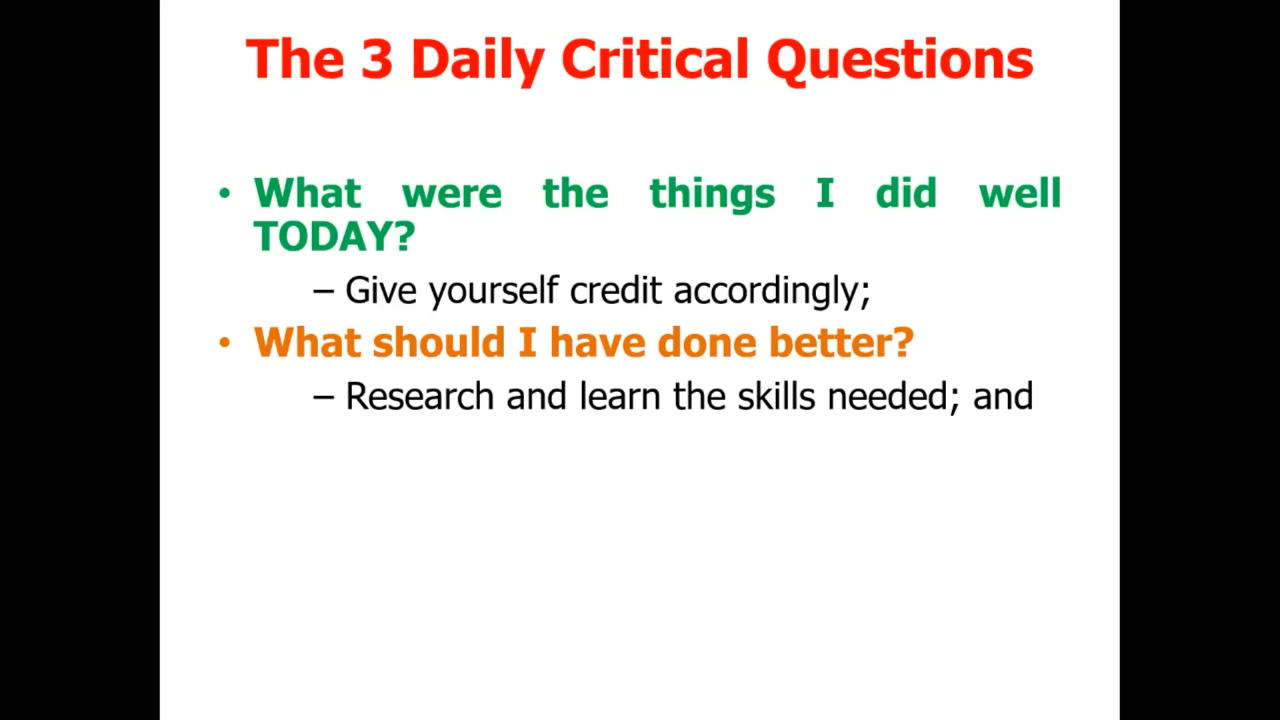 The 3 Daily Critical Questions
• What were the things I did well
TODAY?
– Give yourself credit accordingly;
• What should I have done better?
– Research and learn the skills needed; and